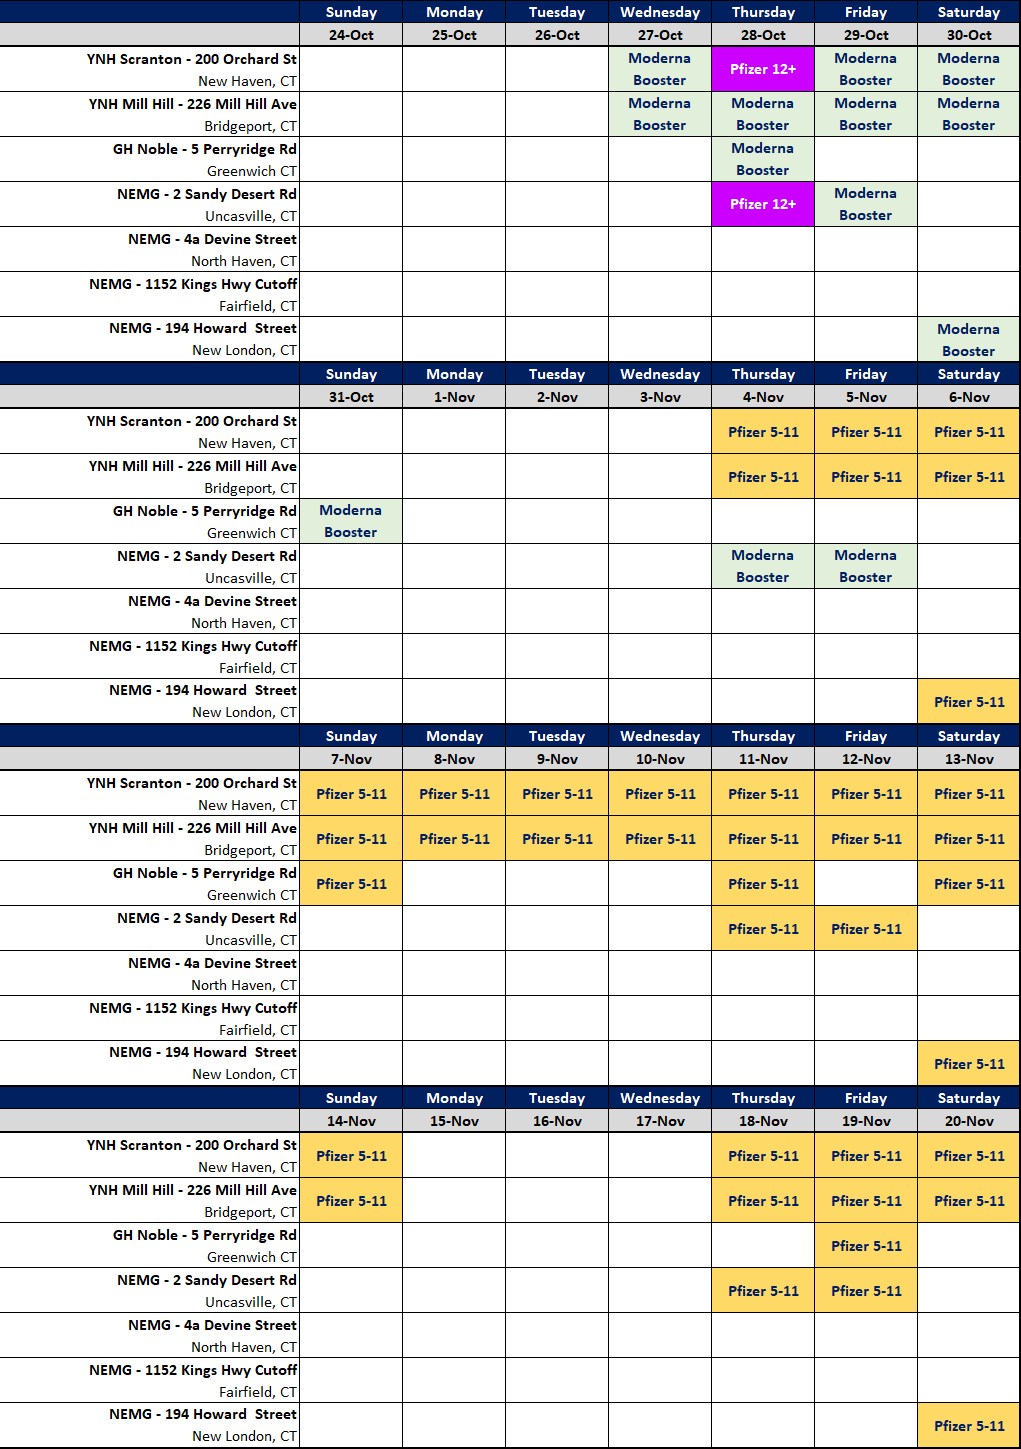 Sunday Monday Tuesday Wednesday Thursday Friday Saturday
24-Oct 25-Oct 26-Oct 27-Oct 28-Oct 29-Oct 30-Oct
YNH Scranton - 200 Orchard St Moderna Moderna Moderna
Pfizer 12+
New Haven, CT Booster Booster Booster
YNH Mill Hill - 226 Mill Hill Ave Moderna Moderna Moderna Moderna
Bridgeport, CT Booster Booster Booster Booster
GH Noble - 5 Perryridge Rd Moderna
Greenwich CT Booster
NEMG - 2 Sandy Desert Rd Moderna
Pfizer 12+
Uncasville, CT Booster
NEMG - 4a Devine Street
North Haven, CT
NEMG - 1152 Kings Hwy Cutoff
Fairfield, CT
NEMG - 194 Howard  Street Moderna
New London, CT Booster
Sunday Monday Tuesday Wednesday Thursday Friday Saturday
31-Oct 1-Nov 2-Nov 3-Nov 4-Nov 5-Nov 6-Nov
YNH Scranton - 200 Orchard St
Pfizer 5-11 Pfizer 5-11 Pfizer 5-11
New Haven, CT
YNH Mill Hill - 226 Mill Hill Ave
Pfizer 5-11 Pfizer 5-11 Pfizer 5-11
Bridgeport, CT
GH Noble - 5 Perryridge Rd Moderna
Greenwich CT Booster
NEMG - 2 Sandy Desert Rd Moderna Moderna
Uncasville, CT Booster Booster
NEMG - 4a Devine Street
North Haven, CT
NEMG - 1152 Kings Hwy Cutoff
Fairfield, CT
NEMG - 194 Howard  Street
Pfizer 5-11
New London, CT
Sunday Monday Tuesday Wednesday Thursday Friday Saturday
7-Nov 8-Nov 9-Nov 10-Nov 11-Nov 12-Nov 13-Nov
YNH Scranton - 200 Orchard St
Pfizer 5-11 Pfizer 5-11 Pfizer 5-11 Pfizer 5-11 Pfizer 5-11 Pfizer 5-11 Pfizer 5-11
New Haven, CT
YNH Mill Hill - 226 Mill Hill Ave
Pfizer 5-11 Pfizer 5-11 Pfizer 5-11 Pfizer 5-11 Pfizer 5-11 Pfizer 5-11 Pfizer 5-11
Bridgeport, CT
GH Noble - 5 Perryridge Rd
Pfizer 5-11 Pfizer 5-11 Pfizer 5-11
Greenwich CT
NEMG - 2 Sandy Desert Rd
Pfizer 5-11 Pfizer 5-11
Uncasville, CT
NEMG - 4a Devine Street
North Haven, CT
NEMG - 1152 Kings Hwy Cutoff
Fairfield, CT
NEMG - 194 Howard  Street
Pfizer 5-11
New London, CT
Sunday Monday Tuesday Wednesday Thursday Friday Saturday
14-Nov 15-Nov 16-Nov 17-Nov 18-Nov 19-Nov 20-Nov
YNH Scranton - 200 Orchard St
Pfizer 5-11 Pfizer 5-11 Pfizer 5-11 Pfizer 5-11
New Haven, CT
YNH Mill Hill - 226 Mill Hill Ave
Pfizer 5-11 Pfizer 5-11 Pfizer 5-11 Pfizer 5-11
Bridgeport, CT
GH Noble - 5 Perryridge Rd
Pfizer 5-11
Greenwich CT
NEMG - 2 Sandy Desert Rd
Pfizer 5-11 Pfizer 5-11
Uncasville, CT
NEMG - 4a Devine Street
North Haven, CT
NEMG - 1152 Kings Hwy Cutoff
Fairfield, CT
NEMG - 194 Howard  Street
Pfizer 5-11
New London, CT